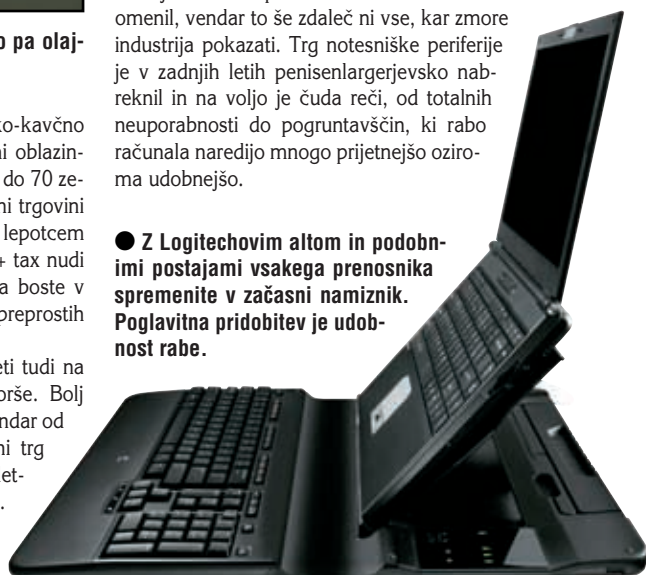 o pa olaj-
ko-kavčno
ni oblazin-
do 70 ze-
ni trgovini
lepotcem
+ tax nudi
a boste v
preprostih
eti tudi na
orše. Bolj
ndar od
ni trg
et-
omenil, vendar to še zdaleč ni vse, kar zmore
industrija pokazati. Trg notesniške periferije
je v zadnjih letih penisenlargerjevsko nab-
reknil in na voljo je čuda reči, od totalnih
neuporabnosti do pogruntavščin, ki rabo
računala naredijo mnogo prijetnejšo oziro-
ma udobnejšo.
● Z Logitechovim altom in podobn-
imi postajami vsakega prenosnika
spremenite v začasni namiznik.
Poglavitna pridobitev je udob-
nost rabe.